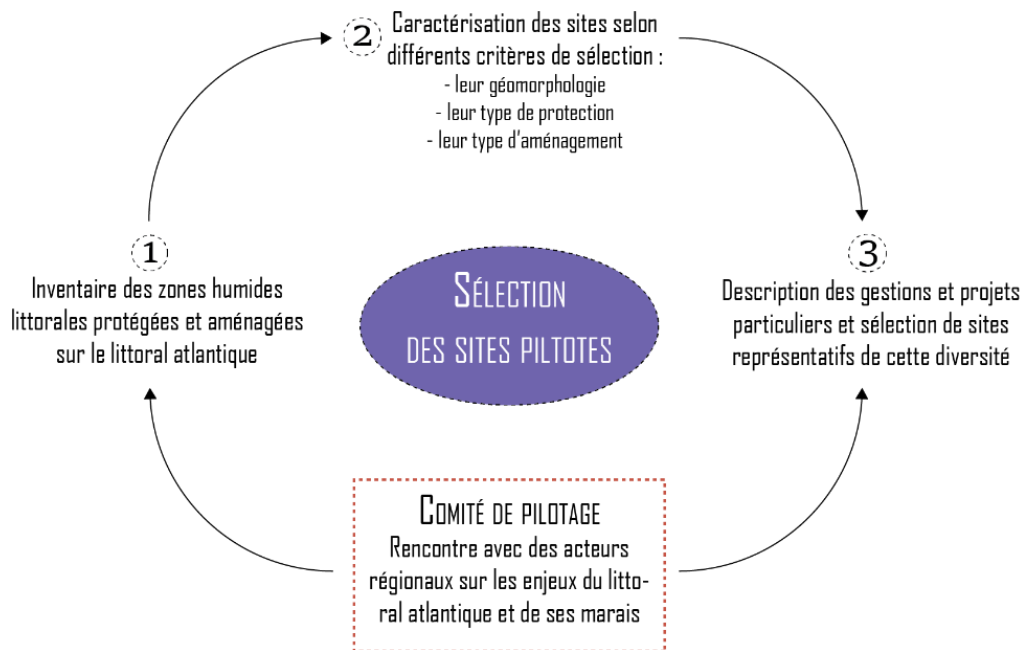 2
Caractérisation des sites selon
différents critères de sélection :
- leur géomorphologie
- leur type de protection
- leur type d'aménagement
1
Inventaire des zones humides
littorales protégées et aménagées
sur le littoral atlantique
SÉLECTION
DES SITES PILTOTES
3
Description des gestions et projets
particuliers et sélection de sites
représentatifs de cette diversité
COMITÉ DE PILOTAGE
Rencontre avec des acteurs
régionaux sur les enjeux du litto-
ral atlantique et de ses marais